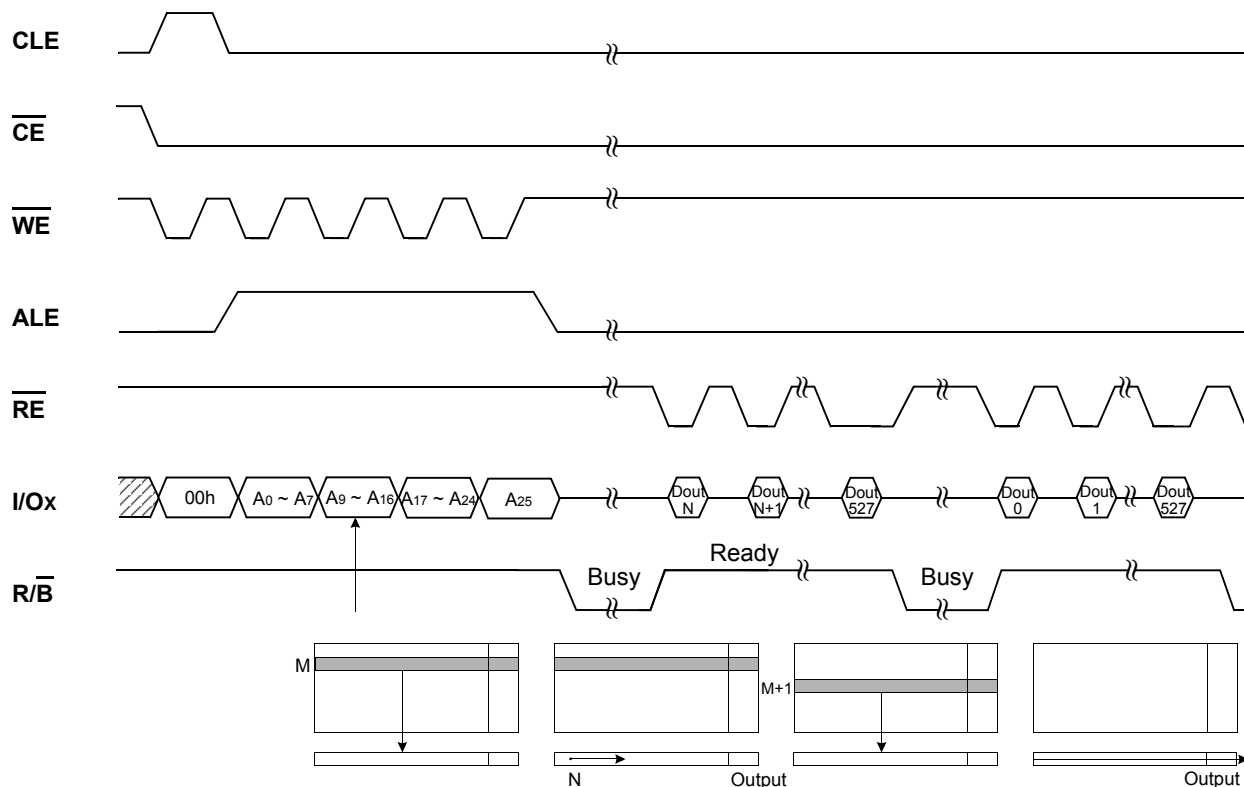 CLE
CE
WE
ALE
RE
I/Ox
00h
A0 ~ A7
A9 ~ A16
A17 ~ A24
A25
Dout
N
Dout
N+1
Dout
527
Dout
0
Dout
1
Dout
527
R/B
Busy
Ready
Busy
M
M+1
N
Output
Output